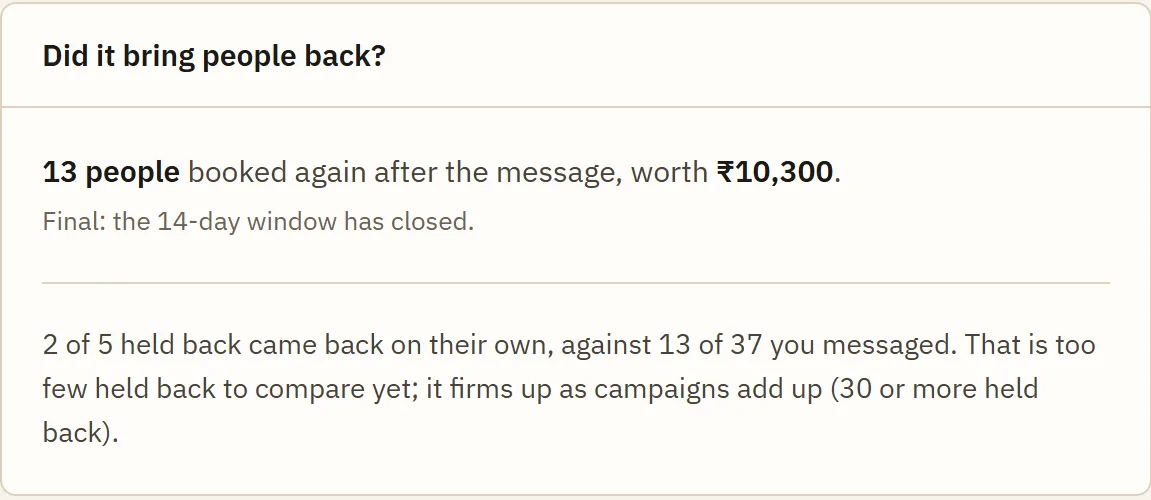 Did it bring people back?
13 people booked again after the message, worth ₹10,300.
Final: the 14-day window has closed.
2 of 5 held back came back on their own, against 13 of 37 you messaged. That is too
few held back to compare yet; it firms up as campaigns add up (30 or more held
back).